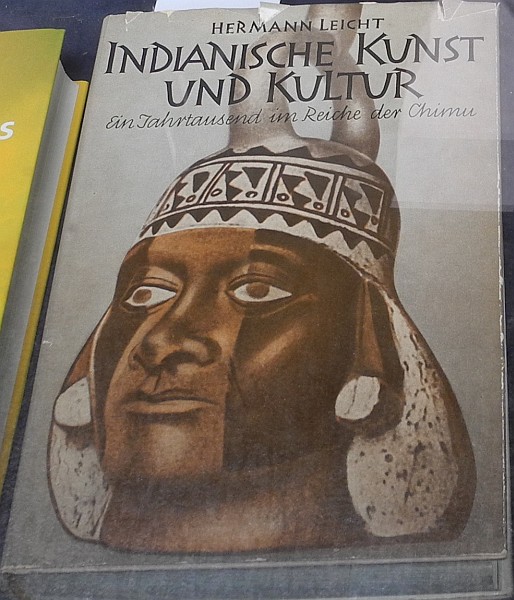 HERMANN LEICHT
INDIANISCHE KUNST
UND KULTUR
Ein Jahrtausend im Reiche der Chimu
s